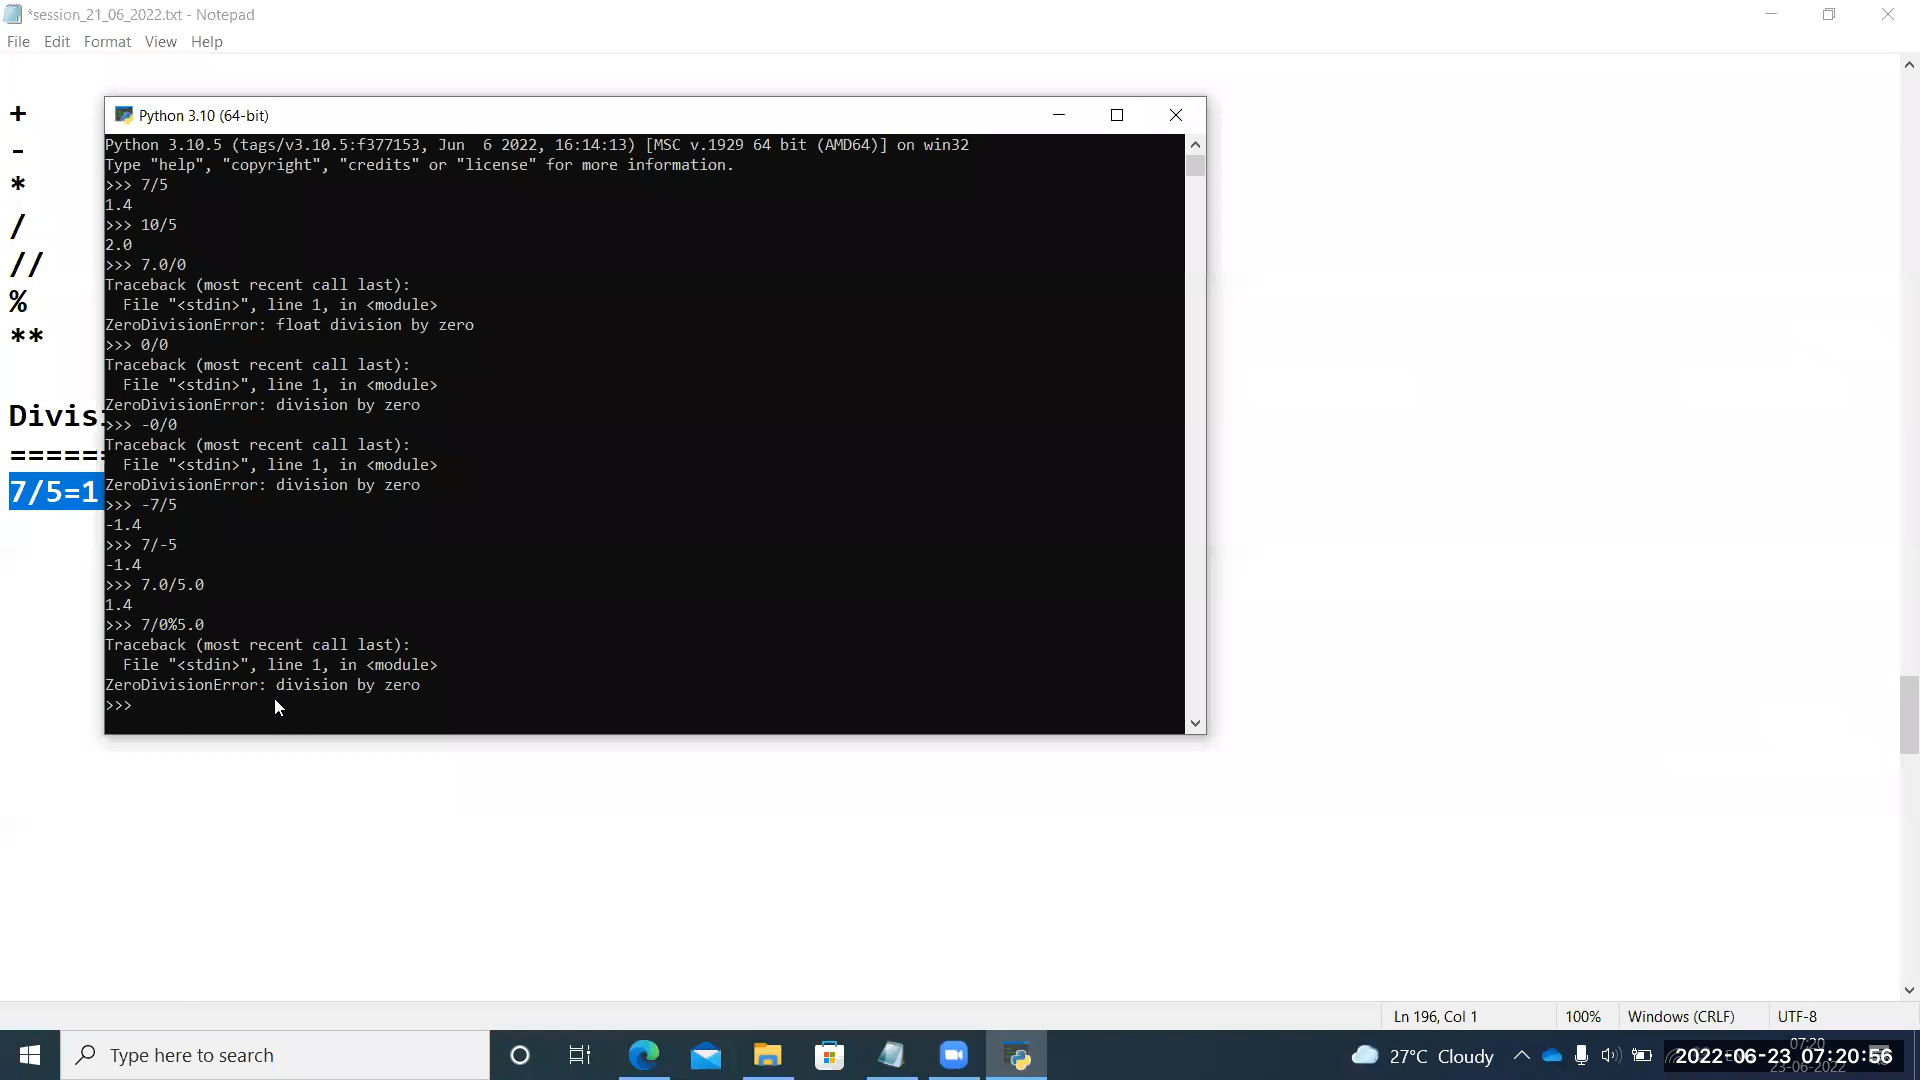 *session_21_06_2022.txt - Notepad
File Edit Format View Help
+
-
*
/
//
%
**
Divis
======
7/5=1
Python 3.10 (64-bit)
Python 3.10.5 (tags/v3.10.5:f377153, Jun  6 2022, 16:14:13) [MSC v.1929 64 bit (AMD64)] on win32
Type "help", "copyright", "credits" or "license" for more information.
>>> 7/5
1.4
>>> 10/5
2.0
>>> 7.0/0
Traceback (most recent call last):
  File "<stdin>", line 1, in <module>
ZeroDivisionError: float division by zero
>>> 0/0
Traceback (most recent call last):
  File "<stdin>", line 1, in <module>
ZeroDivisionError: division by zero
>>> -0/0
Traceback (most recent call last):
  File "<stdin>", line 1, in <module>
ZeroDivisionError: division by zero
>>> -7/5
-1.4
>>> 7/-5
-1.4
>>> 7.0/5.0
1.4
>>> 7/0%5.0
Traceback (most recent call last):
  File "<stdin>", line 1, in <module>
ZeroDivisionError: division by zero
>>>
Ln 196, Col 1 100% Windows (CRLF) UTF-8
Type here to search
27°C Cloudy
07:20
2022-06-23 07:20:56
23-06-2022